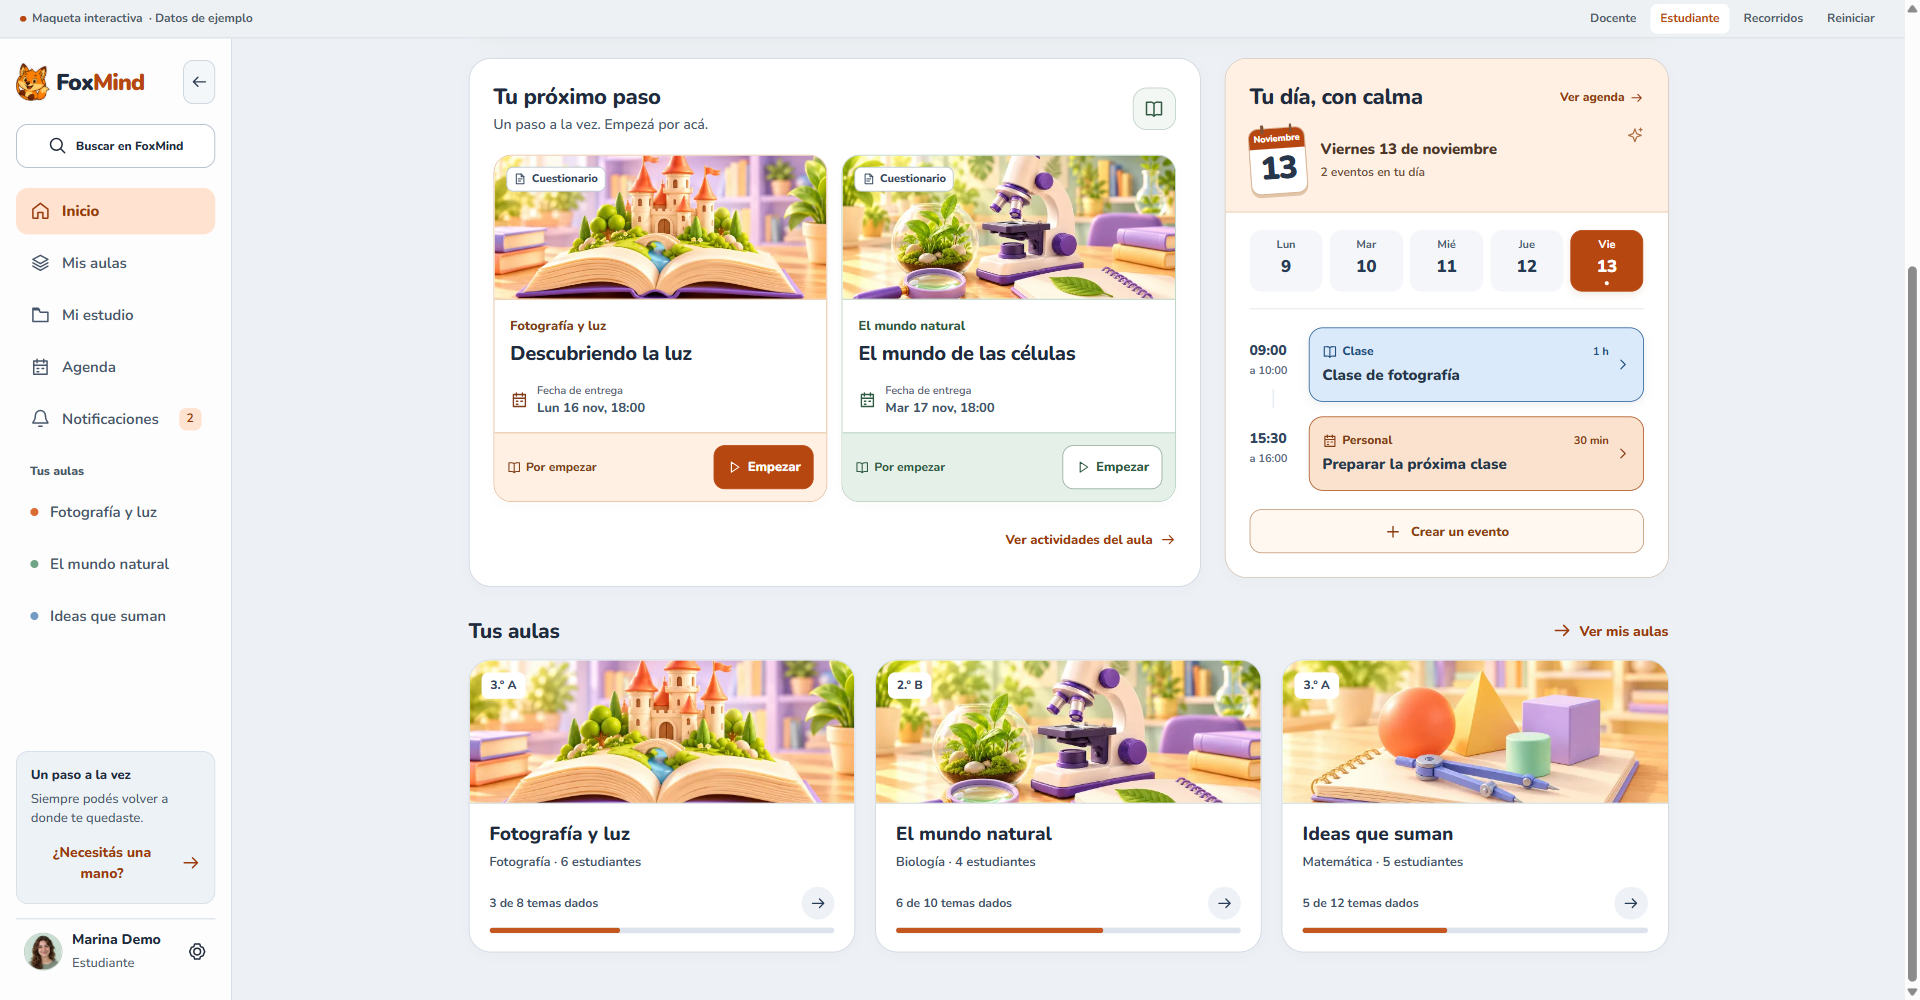 Maqueta interactiva · Datos de ejemplo
Docente
Estudiante
Recorridos
Reiniciar
FoxMind
Buscar en FoxMind
Inicio
Mis aulas
Mi estudio
Agenda
Notificaciones 2
Tus aulas
Fotografía y luz
El mundo natural
Ideas que suman
Un paso a la vez
Siempre podés volver a
donde te quedaste.
¿Necesitás una
mano?
Marina Demo
Estudiante
Tu próximo paso
Un paso a la vez. Empezá por acá.
Cuestionario
Fotografía y luz
Descubriendo la luz
Fecha de entrega
Lun 16 nov, 18:00
Por empezar
Empezar
Cuestionario
El mundo natural
El mundo de las células
Fecha de entrega
Mar 17 nov, 18:00
Por empezar
Empezar
Ver actividades del aula
Tu día, con calma
Ver agenda
Noviembre
13
Viernes 13 de noviembre
2 eventos en tu día
Lun
9
Mar
10
Mié
11
Jue
12
Vie
13
09:00
a 10:00
Clase
1 h
Clase de fotografía
15:30
a 16:00
Personal
30 min
Preparar la próxima clase
Crear un evento
Tus aulas
Ver mis aulas
3.º A
Fotografía y luz
Fotografía · 6 estudiantes
3 de 8 temas dados
2.º B
El mundo natural
Biología · 4 estudiantes
6 de 10 temas dados
3.º A
Ideas que suman
Matemática · 5 estudiantes
5 de 12 temas dados